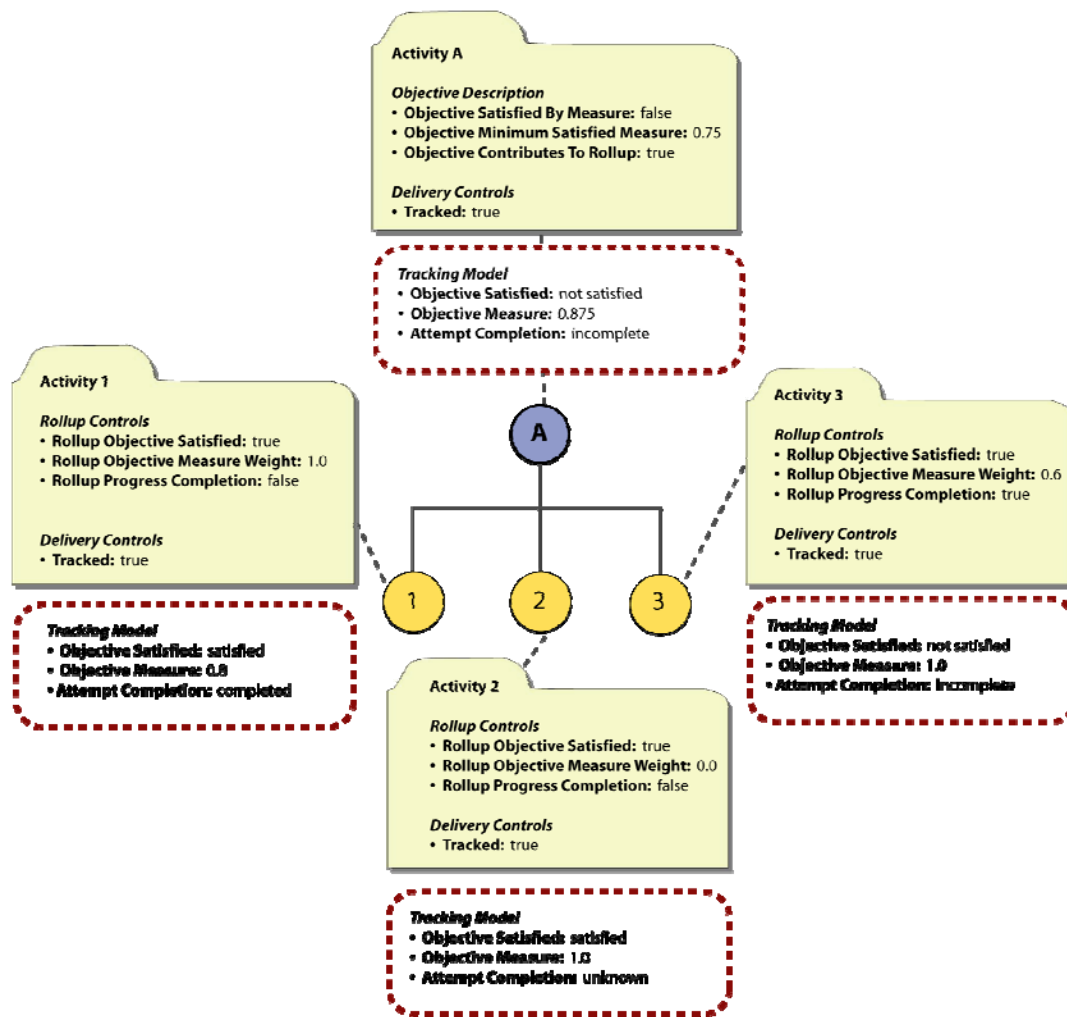 Activity A
Objective Description
• Objective Satisfied By Measure: false
• Objective Minimum Satisfied Measure: 0.75
• Objective Contributes To Rollup: true
Delivery Controls
• Tracked: true
Tracking Model
• Objective Satisfied: not satisfied
• Objective Measure: 0.875
• Attempt Completion: incomplete
Activity 1
Rollup Controls
• Rollup Objective Satisfied: true
• Rollup Objective Measure Weight: 1.0
• Rollup Progress Completion: false
Delivery Controls
• Tracked: true
Tracking Model
• Objective Satisfied: satisfied
• Objective Measure: 0.8
• Attempt Completion: completed
A
1
2
3
Activity 3
Rollup Controls
• Rollup Objective Satisfied: true
• Rollup Objective Measure Weight: 0.6
• Rollup Progress Completion: true
Delivery Controls
• Tracked: true
Tracking Model
• Objective Satisfied: not satisfied
• Objective Measure: 1.0
• Attempt Completion: Incomplete
Activity 2
Rollup Controls
• Rollup Objective Satisfied: true
• Rollup Objective Measure Weight: 0.0
• Rollup Progress Completion: false
Delivery Controls
• Tracked: true
Tracking Model
• Objective Satisfied: satisfied
• Objective Measure: 1.0
• Attempt Completion: unknown